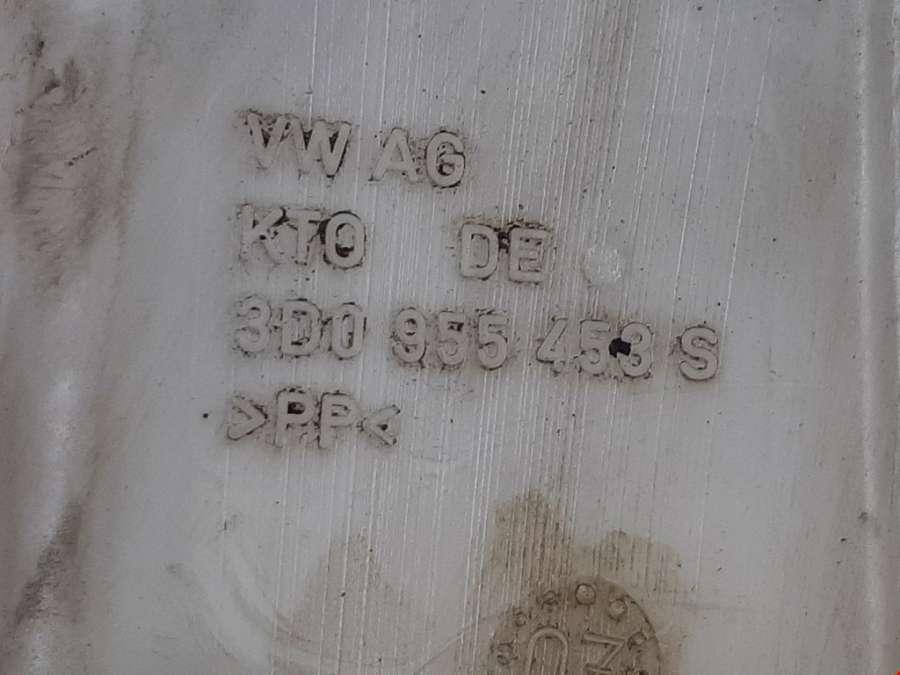 VW AG
KTO DE
3D0 955 453 S
>PP<